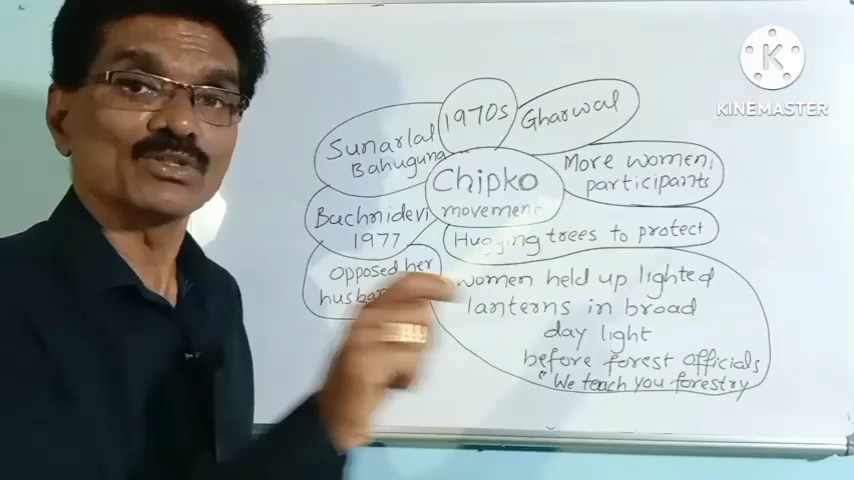 1970s
Gharwal
Sunarlal
Bahuguna
Chipko
movement
More women
participants
Buchnidevi
1977
Hugging trees to protect
Opposed her
women held up lighted
lanterns in broad
day light
before forest officials
"We teach you forestry
K
KINEMASTER